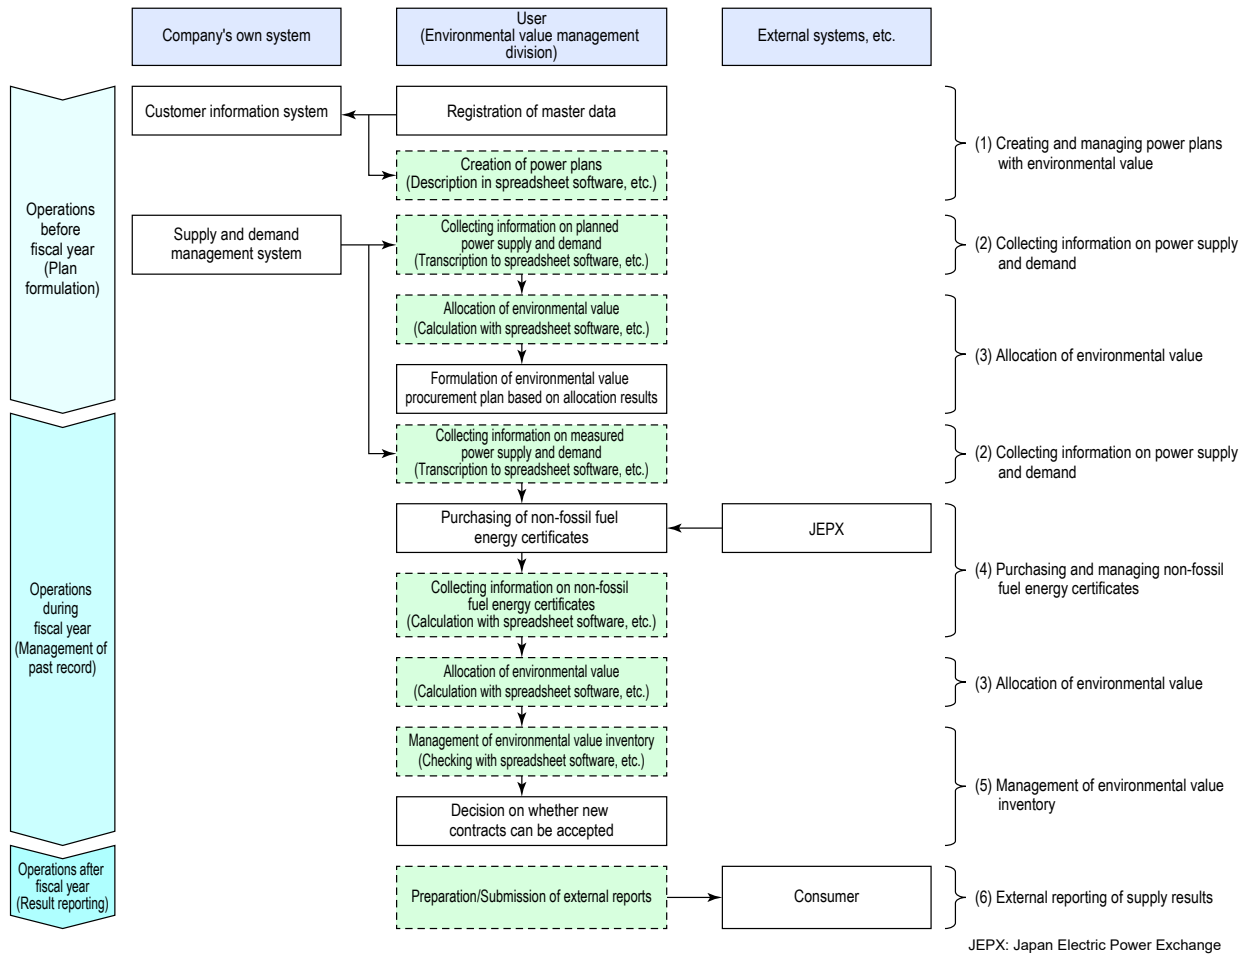 Company's own system
User
(Environmental value management
division)
External systems, etc.
Operations
before
fiscal year
(Plan
formulation)
Customer information system
Registration of master data
Creation of power plans
(Description in spreadsheet software, etc.)
(1) Creating and managing power plans
with environmental value
Supply and demand
management system
Collecting information on planned
power supply and demand
(Transcription to spreadsheet software, etc.)
(2) Collecting information on power supply
and demand
Allocation of environmental value
(Calculation with spreadsheet software, etc.)
Formulation of environmental value
procurement plan based on allocation results
(3) Allocation of environmental value
Operations
during
fiscal year
(Management of
past record)
Collecting information on measured
power supply and demand
(Transcription to spreadsheet software, etc.)
(2) Collecting information on power supply
and demand
Purchasing of non-fossil fuel
energy certificates
JEPX
Collecting information on non-fossil
fuel energy certificates
(Calculation with spreadsheet software, etc.)
(4) Purchasing and managing non-fossil
fuel energy certificates
Allocation of environmental value
(Calculation with spreadsheet software, etc.)
(3) Allocation of environmental value
Management of environmental value inventory
(Checking with spreadsheet software, etc.)
Decision on whether new
contracts can be accepted
(5) Management of environmental value
inventory
Operations after
fiscal year
(Result reporting)
Preparation/Submission of external reports
Consumer
(6) External reporting of supply results
JEPX: Japan Electric Power Exchange